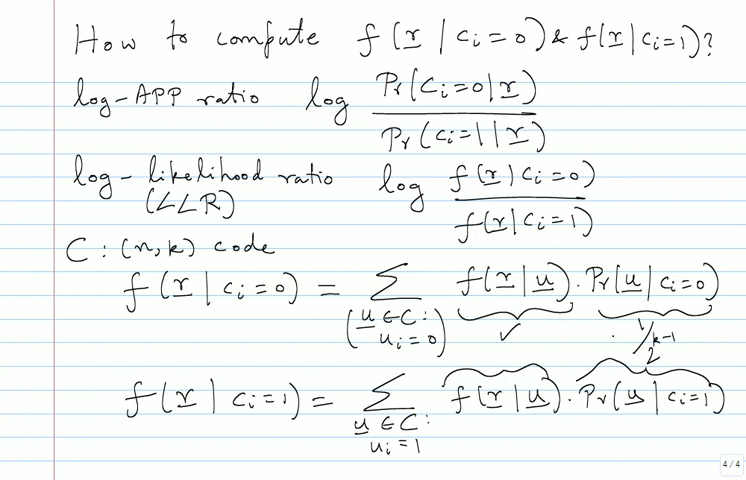 How to compute f(r | ci=0) & f(r|ci=1)?
log-APP ratio log Pr(ci=0|r) / Pr(ci=1|r)
log-likelihood ratio log f(r|ci=0) / f(r|ci=1)
(LLR)
C: (n,k) code
f(r | ci=0) = Σ f(r|u) · Pr(u|ci=0)
(u ∈ C: ui=0) ✓ 1/2^k-1
f(r | ci=1) = Σ f(r|u) · Pr(u|ci=1)
u ∈ C:
ui=1
4/4